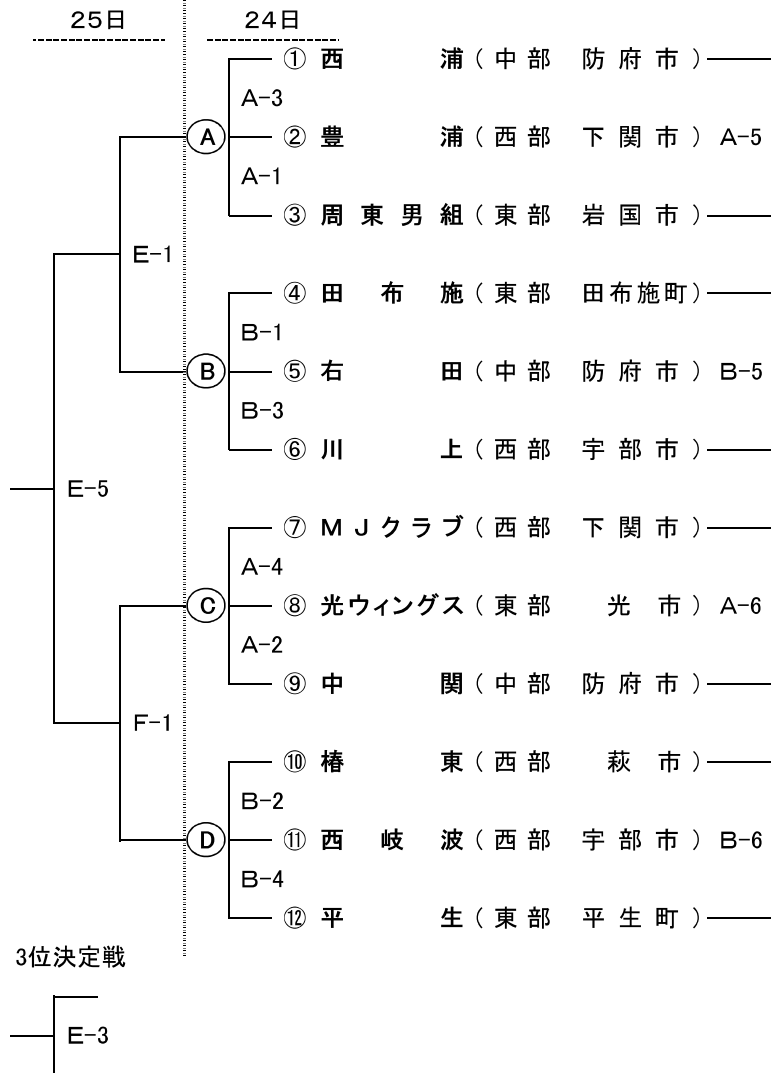 25日 24日
① 西 浦 ( 中 部 防 府 市 )
A-3
A ② 豊 浦 ( 西 部 下 関 市 ) A-5
A-1
③ 周 東 男 組 ( 東 部 岩 国 市 )
E-1
④ 田 布 施 ( 東 部 田布施町 )
B-1
B ⑤ 右 田 ( 中 部 防 府 市 ) B-5
B-3
⑥ 川 上 ( 西 部 宇 部 市 )
E-5
⑦ M J ク ラ ブ ( 西 部 下 関 市 )
A-4
C ⑧ 光ウィングス ( 東 部 光 市 ) A-6
A-2
⑨ 中 関 ( 中 部 防 府 市 )
F-1
⑩ 椿 東 ( 西 部 萩 市 )
B-2
D ⑪ 西 岐 波 ( 西 部 宇 部 市 ) B-6
B-4
⑫ 平 生 ( 東 部 平 生 町 )
3位決定戦
E-3